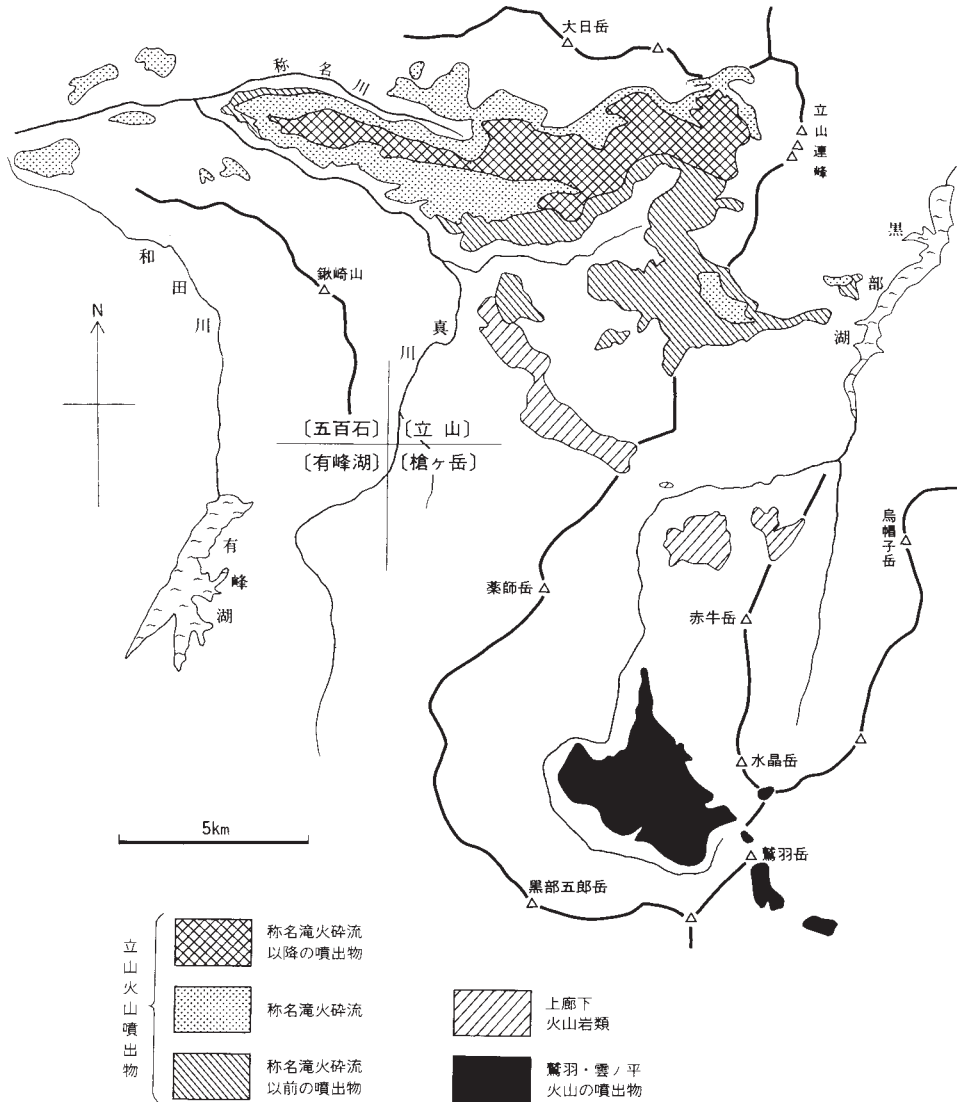 大日岳
称名川
立山連峰
黒部湖
和田川
鍬崎山
真川
N
〔五百石〕
〔立山〕
〔有峰湖〕
〔槍ヶ岳〕
有峰湖
烏帽子岳
薬師岳
赤牛岳
水晶岳
5km
鷲羽岳
黒部五郎岳
立山火山噴出物
称名滝火砕流
以降の噴出物
称名滝火砕流
称名滝火砕流
以前の噴出物
上廊下
火山岩類
鷲羽・雲ノ平
火山の噴出物